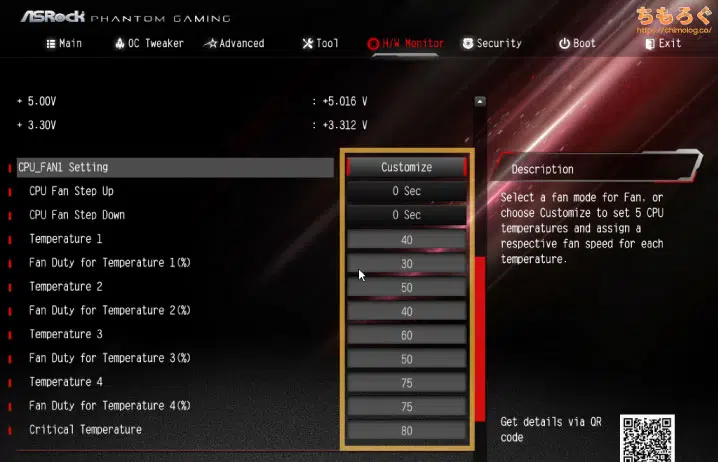 ASRock PHANTOM GAMING
ちもろぐ
https://chimolog.co/
Main OC Tweaker Advanced Tool H/W Monitor Security Boot Exit
+ 5.00V : +5.016 V
+ 3.30V : +3.312 V
CPU_FAN1 Setting Customize
CPU Fan Step Up 0 Sec
CPU Fan Step Down 0 Sec
Temperature 1 40
Fan Duty for Temperature 1(%) 30
Temperature 2 50
Fan Duty for Temperature 2(%) 40
Temperature 3 60
Fan Duty for Temperature 3(%) 50
Temperature 4 75
Fan Duty for Temperature 4(%) 75
Critical Temperature 80
Description
Select a fan mode for Fan, or
choose Customize to set 5 CPU
temperatures and assign a
respective fan speed for each
temperature.
Get details via QR
code